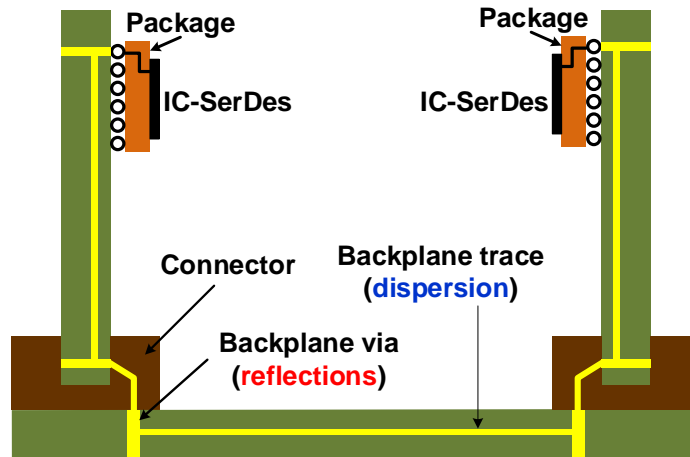 Package
Package
IC-SerDes
IC-SerDes
Connector
Backplane trace
(dispersion)
Backplane via
(reflections)